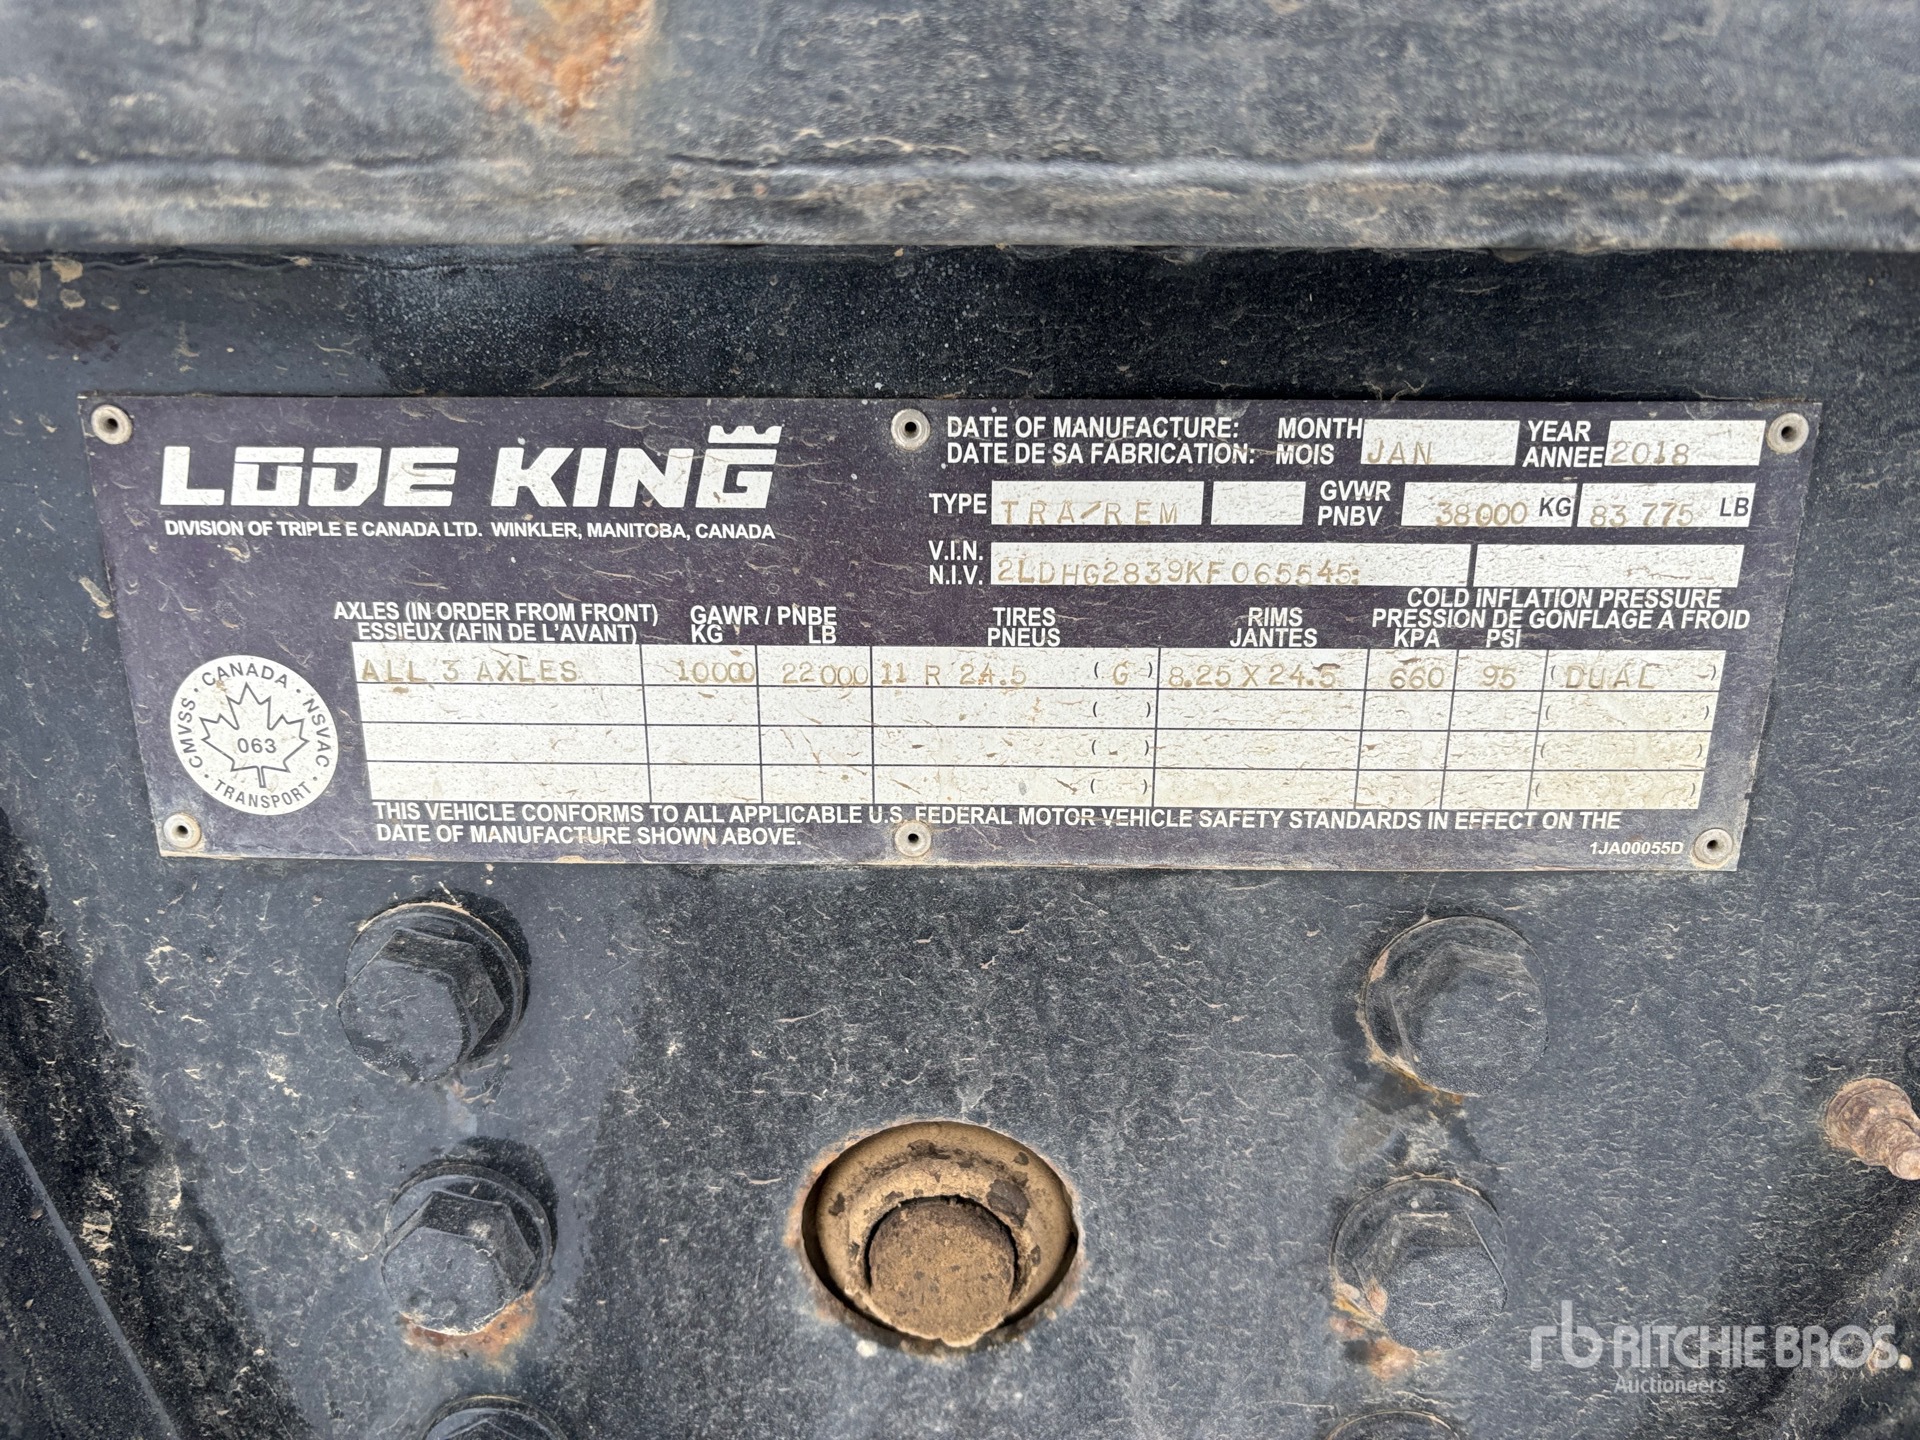 LODE KING
DIVISION OF TRIPLE E CANADA LTD. WINKLER, MANITOBA, CANADA
DATE OF MANUFACTURE: MONTH JAN YEAR 2018
DATE DE SA FABRICATION: MOIS ANNEE
TYPE TRA/REM GVWR 38000 KG 83 775 LB
PNBV
V.I.N. 2LDHG2839KF065545
N.I.V.
AXLES (IN ORDER FROM FRONT) GAWR / PNBE TIRES RIMS COLD INFLATION PRESSURE
ESSIEUX (AFIN DE L'AVANT) KG LB PNEUS JANTES PRESSION DE GONFLAGE A FROID
KPA PSI
ALL 3 AXLES 10000 22000 11 R 24.5 (G) 8.25 X 24.5 660 95 (DUAL)
( ) ( )
( ) ( )
( ) ( )
CANADA · NSVAC · TRANSPORT · CMVSS ·
063
THIS VEHICLE CONFORMS TO ALL APPLICABLE U.S. FEDERAL MOTOR VEHICLE SAFETY STANDARDS IN EFFECT ON THE
DATE OF MANUFACTURE SHOWN ABOVE.
1JA00055D
rb RITCHIE BROS.
Auctioneers